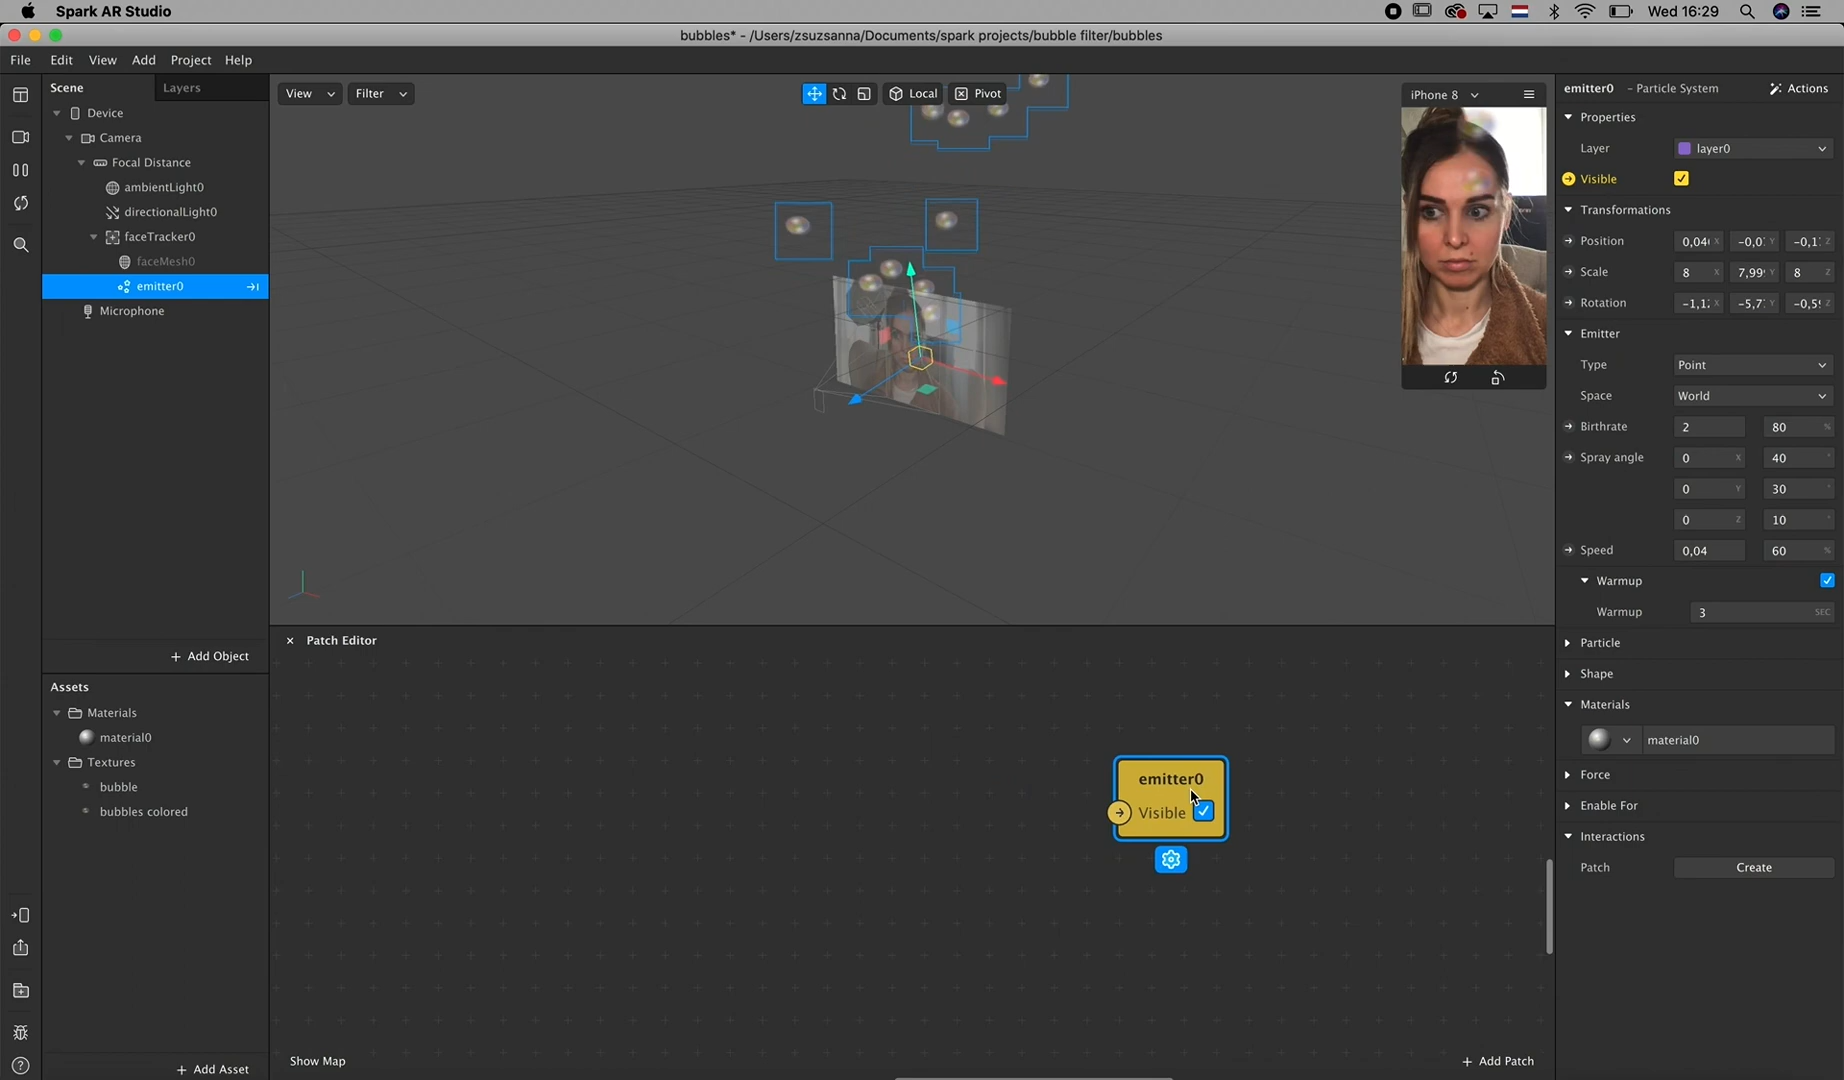 Spark AR Studio
Wed 16:29
bubbles* - /Users/zsuzsanna/Documents/spark projects/bubble filter/bubbles
File Edit View Add Project Help
Scene Layers
Device
Camera
Focal Distance
ambientLight0
directionalLight0
faceTracker0
faceMesh0
emitter0
Microphone
+ Add Object
Assets
Materials
material0
Textures
bubble
bubbles colored
+ Add Asset
View Filter
Local Pivot
iPhone 8
× Patch Editor
emitter0
Visible
Show Map
+ Add Patch
emitter0 - Particle System Actions
Properties
Layer layer0
Visible
Transformations
Position 0,04 X -0,0 Y -0,1 Z
Scale 8 X 7,99 Y 8 Z
Rotation -1,1 X -5,7 Y -0,5 Z
Emitter
Type Point
Space World
Birthrate 2 80 %
Spray angle 0 X 40 °
0 Y 30 °
0 Z 10 °
Speed 0,04 60 %
Warmup
Warmup 3 SEC
Particle
Shape
Materials
material0
Force
Enable For
Interactions
Patch Create